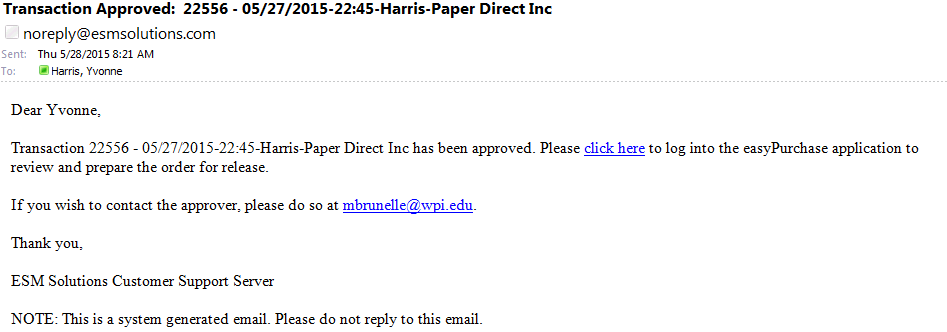 Transaction Approved:  22556 - 05/27/2015-22:45-Harris-Paper Direct Inc
noreply@esmsolutions.com
Sent: Thu 5/28/2015 8:21 AM
To: Harris, Yvonne
Dear Yvonne,
Transaction 22556 - 05/27/2015-22:45-Harris-Paper Direct Inc has been approved. Please click here to log into the easyPurchase application to
review and prepare the order for release.
If you wish to contact the approver, please do so at mbrunelle@wpi.edu.
Thank you,
ESM Solutions Customer Support Server
NOTE: This is a system generated email. Please do not reply to this email.